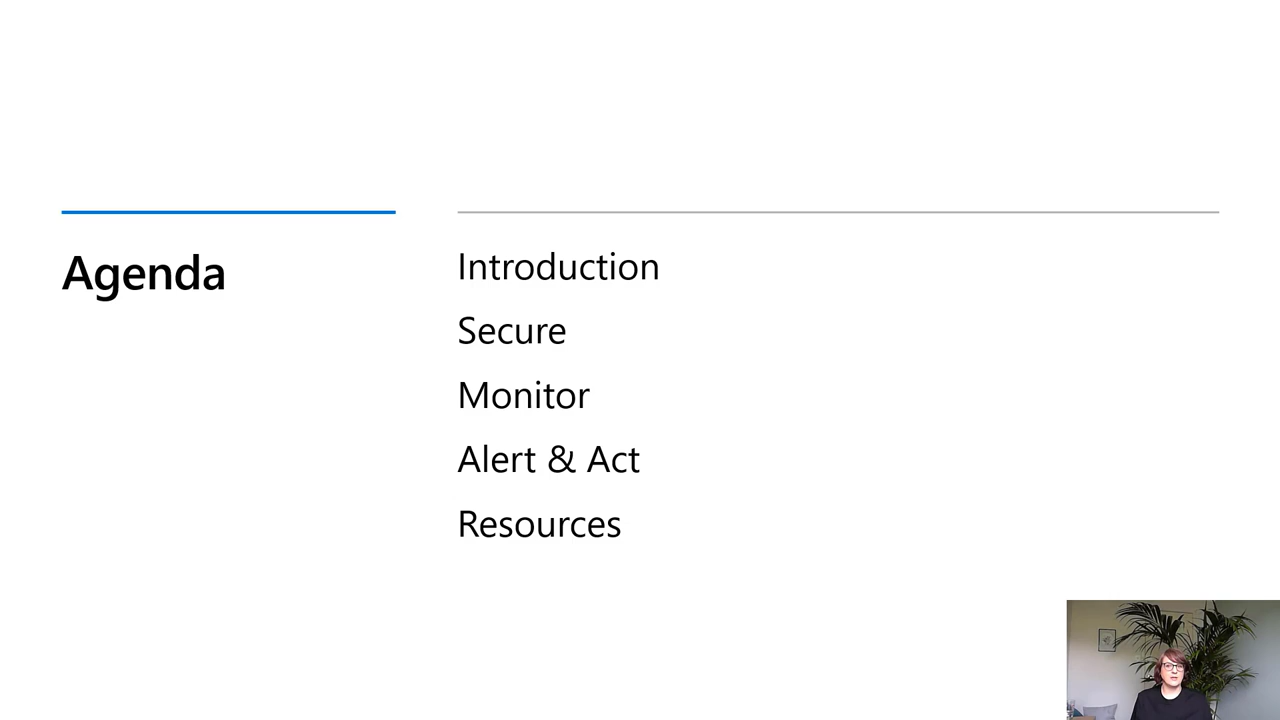 Agenda
Introduction
Secure
Monitor
Alert & Act
Resources